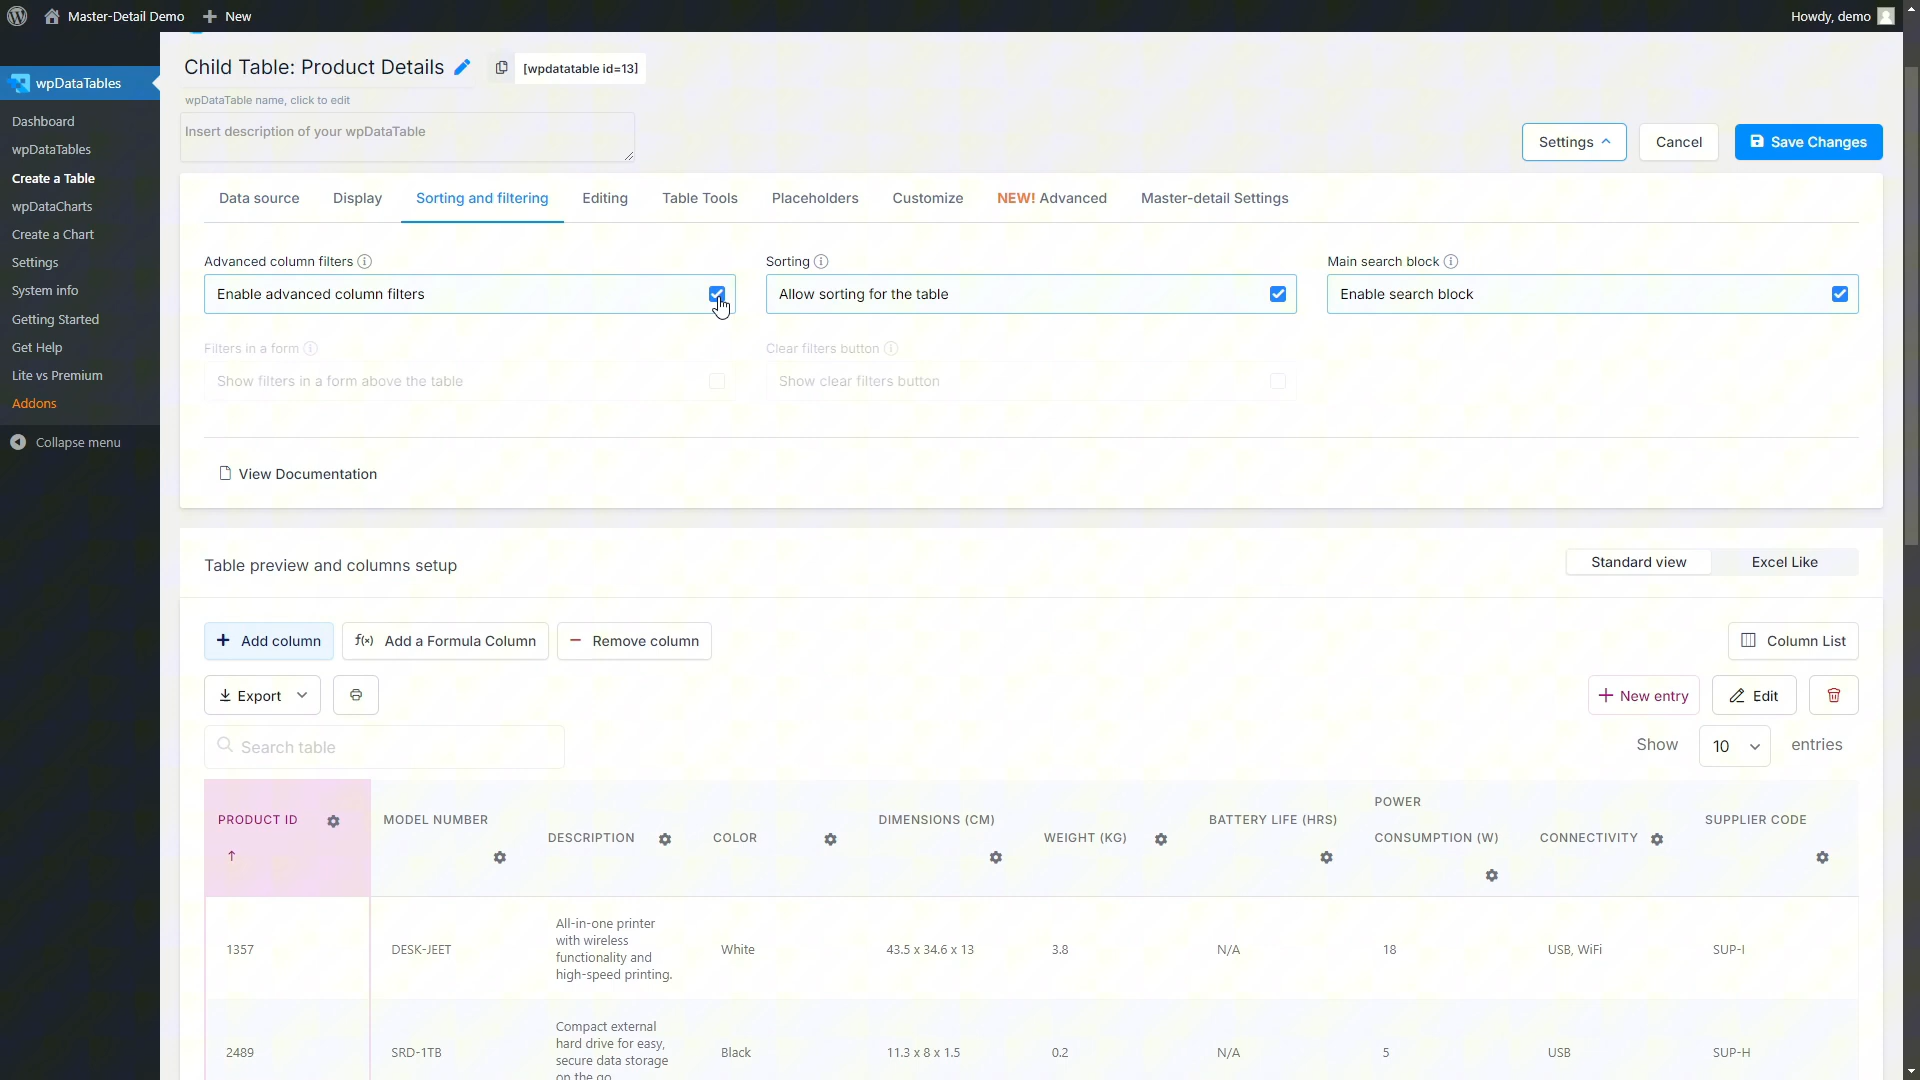 Master-Detail Demo
New
Howdy, demo
wpDataTables
Dashboard
wpDataTables
Create a Table
wpDataCharts
Create a Chart
Settings
System info
Getting Started
Get Help
Lite vs Premium
Addons
Collapse menu
Child Table: Product Details
[wpdatatable id=13]
wpDataTable name, click to edit
Insert description of your wpDataTable
Settings
Cancel
Save Changes
Data source
Display
Sorting and filtering
Editing
Table Tools
Placeholders
Customize
NEW! Advanced
Master-detail Settings
Advanced column filters
Sorting
Main search block
Enable advanced column filters
Allow sorting for the table
Enable search block
Filters in a form
Clear filters button
Show filters in a form above the table
Show clear filters button
View Documentation
Table preview and columns setup
Standard view
Excel Like
Add column
f(x) Add a Formula Column
Remove column
Column List
Export
New entry
Edit
Search table
Show
10
entries
PRODUCT ID
MODEL NUMBER
DESCRIPTION
COLOR
DIMENSIONS (CM)
WEIGHT (KG)
BATTERY LIFE (HRS)
POWER
CONSUMPTION (W)
CONNECTIVITY
SUPPLIER CODE
1357
DESK-JEET
All-in-one printer
with wireless
functionality and
high-speed printing.
White
43.5 x 34.6 x 13
3.8
N/A
18
USB, WiFi
SUP-I
2489
SRD-1TB
Compact external
hard drive for easy,
secure data storage
on the go
Black
11.3 x 8 x 1.5
0.2
N/A
5
USB
SUP-H